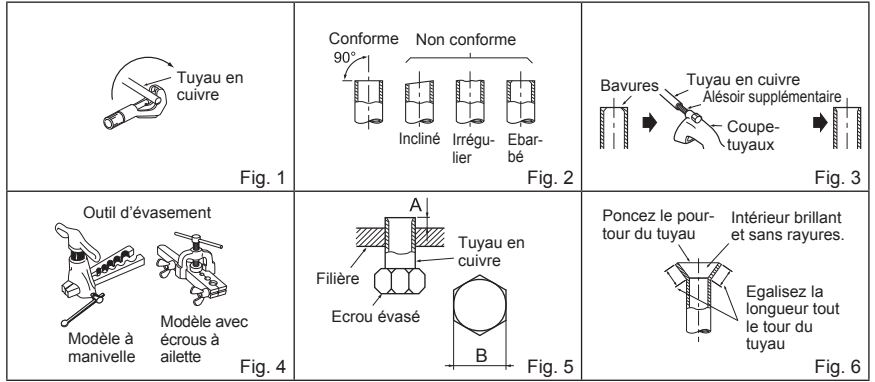 Tuyau en
cuivre
Fig. 1
Conforme
Non conforme
90°
Incliné
Irrégu-
lier
Ebar-
bé
Fig. 2
Bavures
Tuyau en cuivre
Alésoir supplémentaire
Coupe-
tuyaux
Fig. 3
Outil d'évasement
Modèle à
manivelle
Modèle avec
écrous à
ailette
Fig. 4
A
Tuyau en
cuivre
Filière
Ecrou évasé
B
Fig. 5
Poncez le pour-
tour du tuyau
Intérieur brillant
et sans rayures.
Egalisez la
longueur tout
le tour du
tuyau
Fig. 6